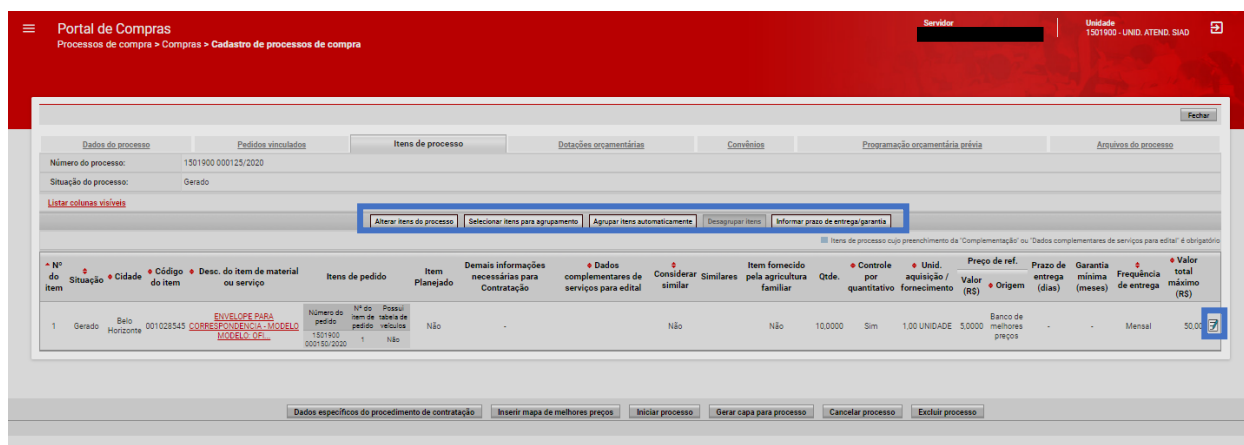 Portal de Compras
Processos de compra > Compras > Cadastro de processos de compra
Servidor
Unidade
1501900 - UNID. ATEND. SIAD
Fechar
Dados do processo Pedidos vinculados Itens de processo Dotações orçamentárias Convênios Programação orçamentária prévia Arquivos do processo
Número do processo: 1501900 000125/2020
Situação do processo: Gerado
Listar colunas visíveis
Alterar itens do processo Selecionar itens para agrupamento Agrupar itens automaticamente Desagrupar itens Informar prazo de entrega/garantia
Itens de processo cujo preenchimento da "Complementação" ou "Dados complementares de serviços para edital" é obrigatório
Nº do item
Situação
Cidade
Código do item
Desc. do item de material ou serviço
Itens de pedido
Item Planejado
Demais informações necessárias para Contratação
Dados complementares de serviços para edital
Considerar similar
Similares
Item fornecido pela agricultura familiar
Qtde.
Controle por quantitativo
Unid. aquisição / fornecimento
Preço de ref.
Valor (R$)
Origem
Prazo de entrega (dias)
Garantia mínima (meses)
Frequência de entrega
Valor total máximo (R$)
1
Gerado
Belo Horizonte
001028545
ENVELOPE PARA
CORRESPONDENCIA - MODELO
MODELO: OFI...
Número do pedido:
Nº do item de pedido
Possui tabela de veículos
1501900 000150/2020
1
Não
Não
-
Não
Não
10,0000
Sim
1,00 UNIDADE
5,0000
Banco de melhores preços
-
-
Mensal
50,00
Dados específicos do procedimento de contratação Inserir mapa de melhores preços Iniciar processo Gerar capa para processo Cancelar processo Excluir processo